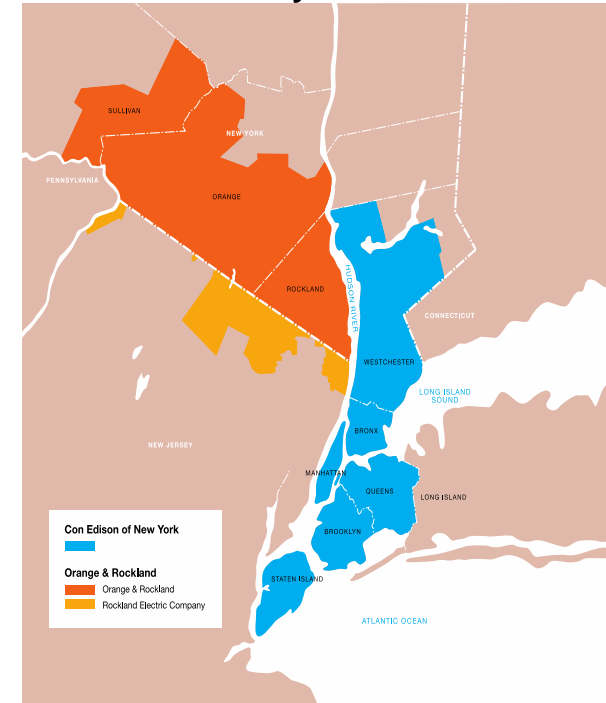 SULLIVAN
NEW YORK
PENNSYLVANIA
ORANGE
HUDSON RIVER
ROCKLAND
CONNECTICUT
WESTCHESTER
LONG ISLAND
SOUND
BRONX
NEW JERSEY
MANHATTAN
QUEENS
LONG ISLAND
BROOKLYN
STATEN ISLAND
ATLANTIC OCEAN
Con Edison of New York
Orange & Rockland
Orange & Rockland
Rockland Electric Company